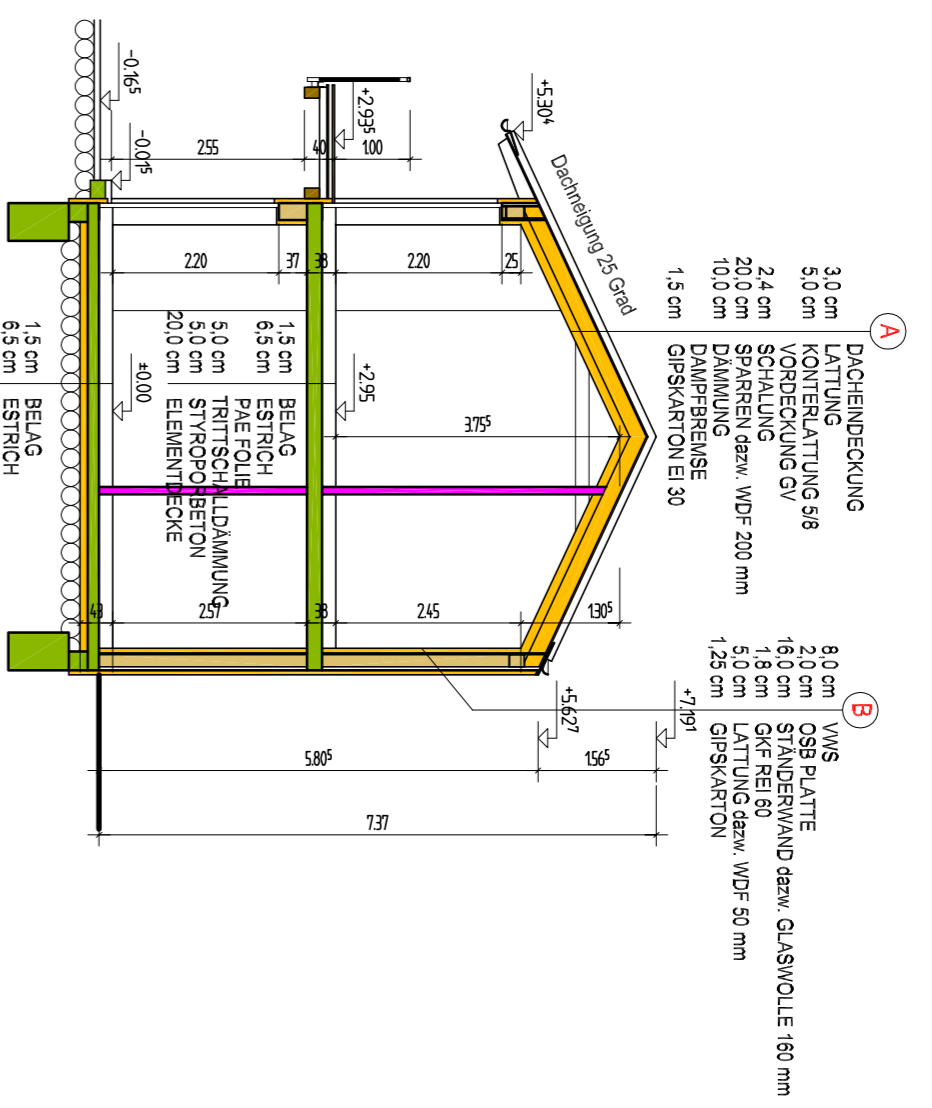 A
DACHEINDECKUNG
3,0 cm LATTUNG
5,0 cm KONTERLATTUNG 5/8
VORDECKUNG GV
2,4 cm SCHALUNG
20,0 cm SPARREN dazw. WDF 200 mm
10,0 cm DÄMMUNG
DAMPFBREMSE
1,5 cm GIPSKARTON EI 30
B
8,0 cm VWS
2,0 cm OSB PLATTE
16,0 cm STÄNDERWAND dazw. GLASWOLLE 160 mm
1,8 cm GKF REI 60
5,0 cm LATTUNG dazw. WDF 50 mm
1,25 cm GIPSKARTON
Dachneigung 25 Grad
+5.30⁴
+2.93⁵
-0.16⁵
-0.01⁵
2.55
40
1.00
2.20
37
38
2.20
25
+2.95
±0.00
3.75⁵
1,5 cm BELAG
6,5 cm ESTRICH
PAE FOLIE
5,0 cm TRITTSCHALLDÄMMUNG
5,0 cm STYROPORBETON
20,0 cm ELEMENTDECKE
1,5 cm BELAG
6,5 cm ESTRICH
43
2.57
38
2.45
1.30⁵
+5.62⁷
+7.19¹
5.80⁵
1.56⁵
7.37